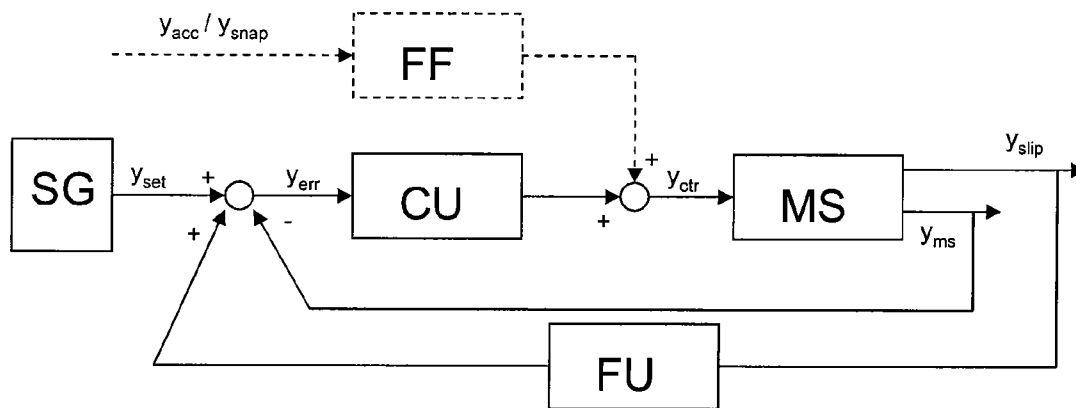 y_acc / y_snap
FF
SG
y_set
+
y_err
CU
+
y_ctr
MS
y_slip
+
-
+
y_ms
FU